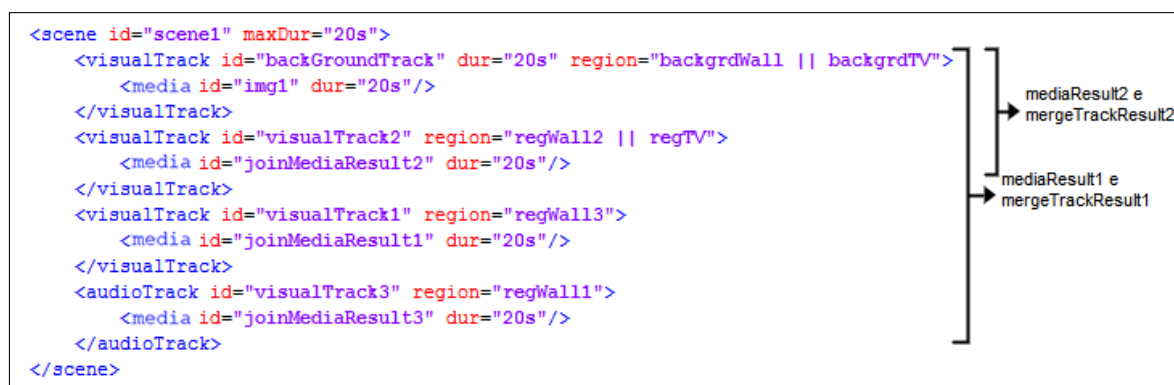 <scene id="scene1" maxDur="20s">
<visualTrack id="backGroundTrack" dur="20s" region="backgrdWall || backgrdTV">
<media id="img1" dur="20s"/>
</visualTrack>
<visualTrack id="visualTrack2" region="regWall2 || regTV">
<media id="joinMediaResult2" dur="20s"/>
</visualTrack>
<visualTrack id="visualTrack1" region="regWall3">
<media id="joinMediaResult1" dur="20s"/>
</visualTrack>
<audioTrack id="visualTrack3" region="regWall1">
<media id="joinMediaResult3" dur="20s"/>
</audioTrack>
</scene>
mediaResult2 e
mergeTrackResult2
mediaResult1 e
mergeTrackResult1